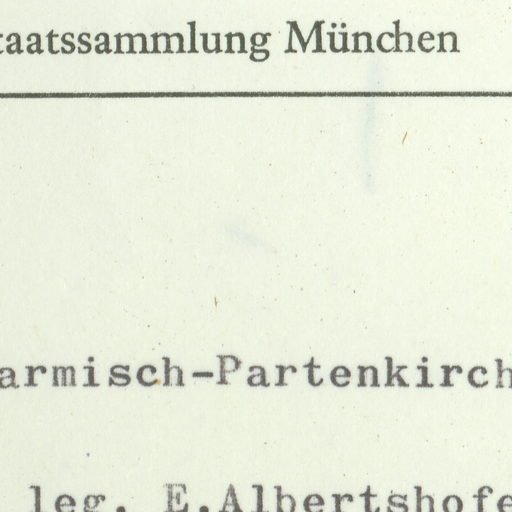 taatssammlung München
armisch-Partenkirch
leg. E.Albertshofe